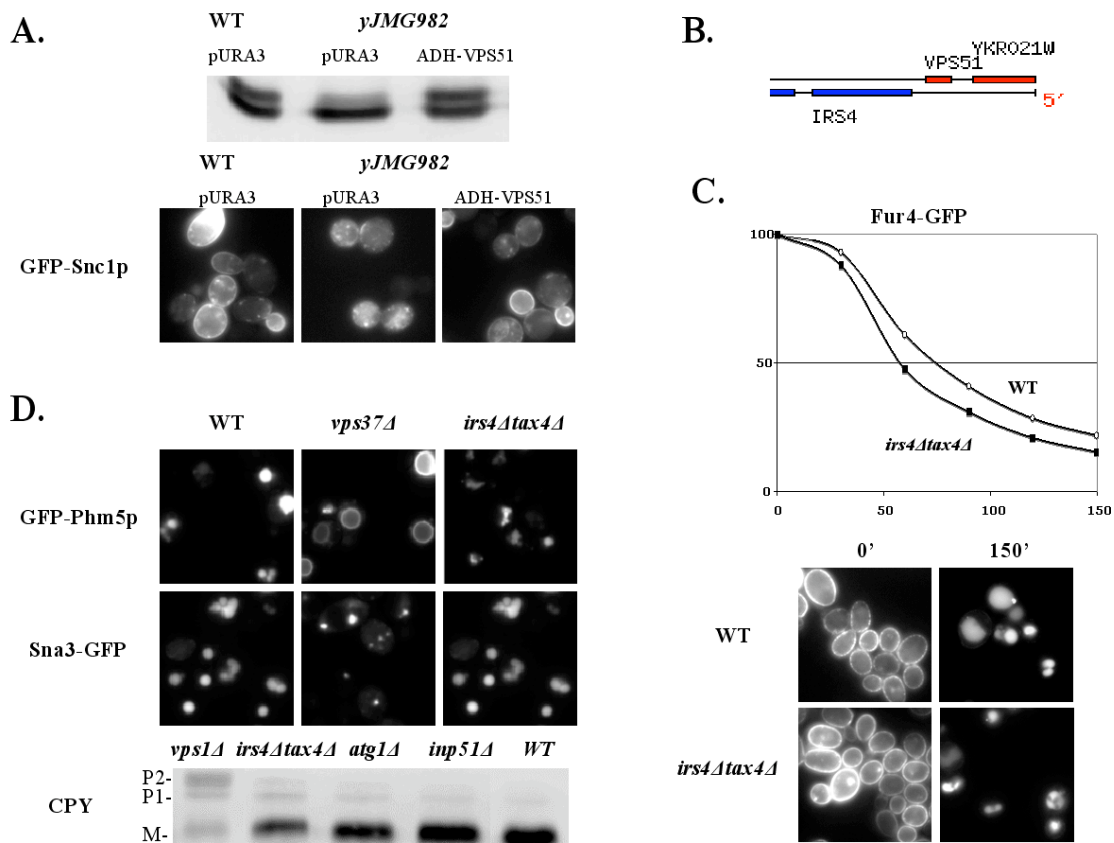 A.
WT yJMG982
pURA3 pURA3 ADH-VPS51
WT yJMG982
pURA3 pURA3 ADH-VPS51
GFP-Snc1p
B.
YKR021W
VPS51
IRS4
5′
C.
Fur4-GFP
100
50
WT
irs4Δtax4Δ
0
0 50 100 150
0' 150'
WT
irs4Δtax4Δ
D.
WT vps37Δ irs4Δtax4Δ
GFP-Phm5p
Sna3-GFP
vps1Δ irs4Δtax4Δ atg1Δ inp51Δ WT
P2-
P1-
CPY
M-